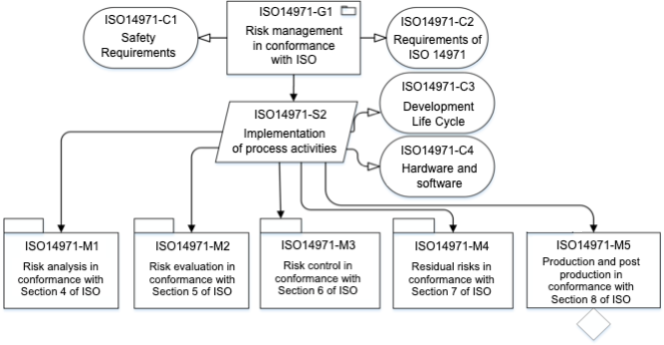 ISO14971-C1
Safety
Requirements
ISO14971-G1
Risk management
in conformance
with ISO
ISO14971-C2
Requirements of
ISO 14971
ISO14971-S2
Implementation
of process activities
ISO14971-C3
Development
Life Cycle
ISO14971-C4
Hardware and
software
ISO14971-M1
Risk analysis in
conformance with
Section 4 of ISO
ISO14971-M2
Risk evaluation in
conformance with
Section 5 of ISO
ISO14971-M3
Risk control in
conformance with
Section 6 of ISO
ISO14971-M4
Residual risks in
conformance with
Section 7 of ISO
ISO14971-M5
Production and post
production in
conformance with
Section 8 of ISO